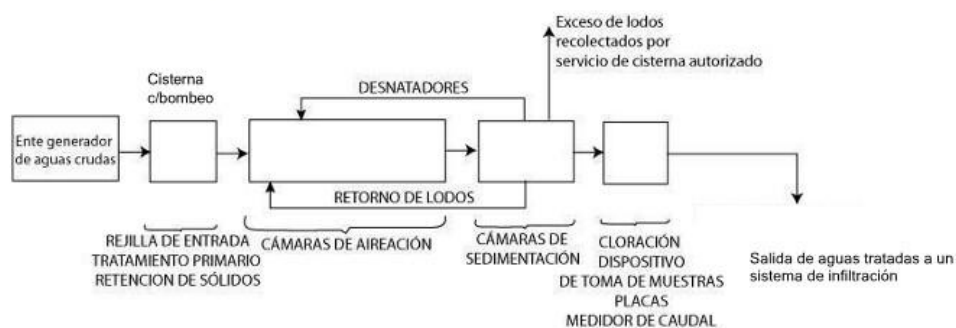 Exceso de lodos
recolectados por
servicio de cisterna autorizado
Cisterna
c/bombeo
DESNATADORES
Ente generador
de aguas crudas
RETORNO DE LODOS
REJILLA DE ENTRADA
TRATAMIENTO PRIMARIO
RETENCION DE SÓLIDOS
CÁMARAS DE AIREACIÓN
CÁMARAS DE
SEDIMENTACIÓN
CLORACIÓN
DISPOSITIVO
DE TOMA DE MUESTRAS
PLACAS
MEDIDOR DE CAUDAL
Salida de aguas tratadas a un
sistema de infiltración